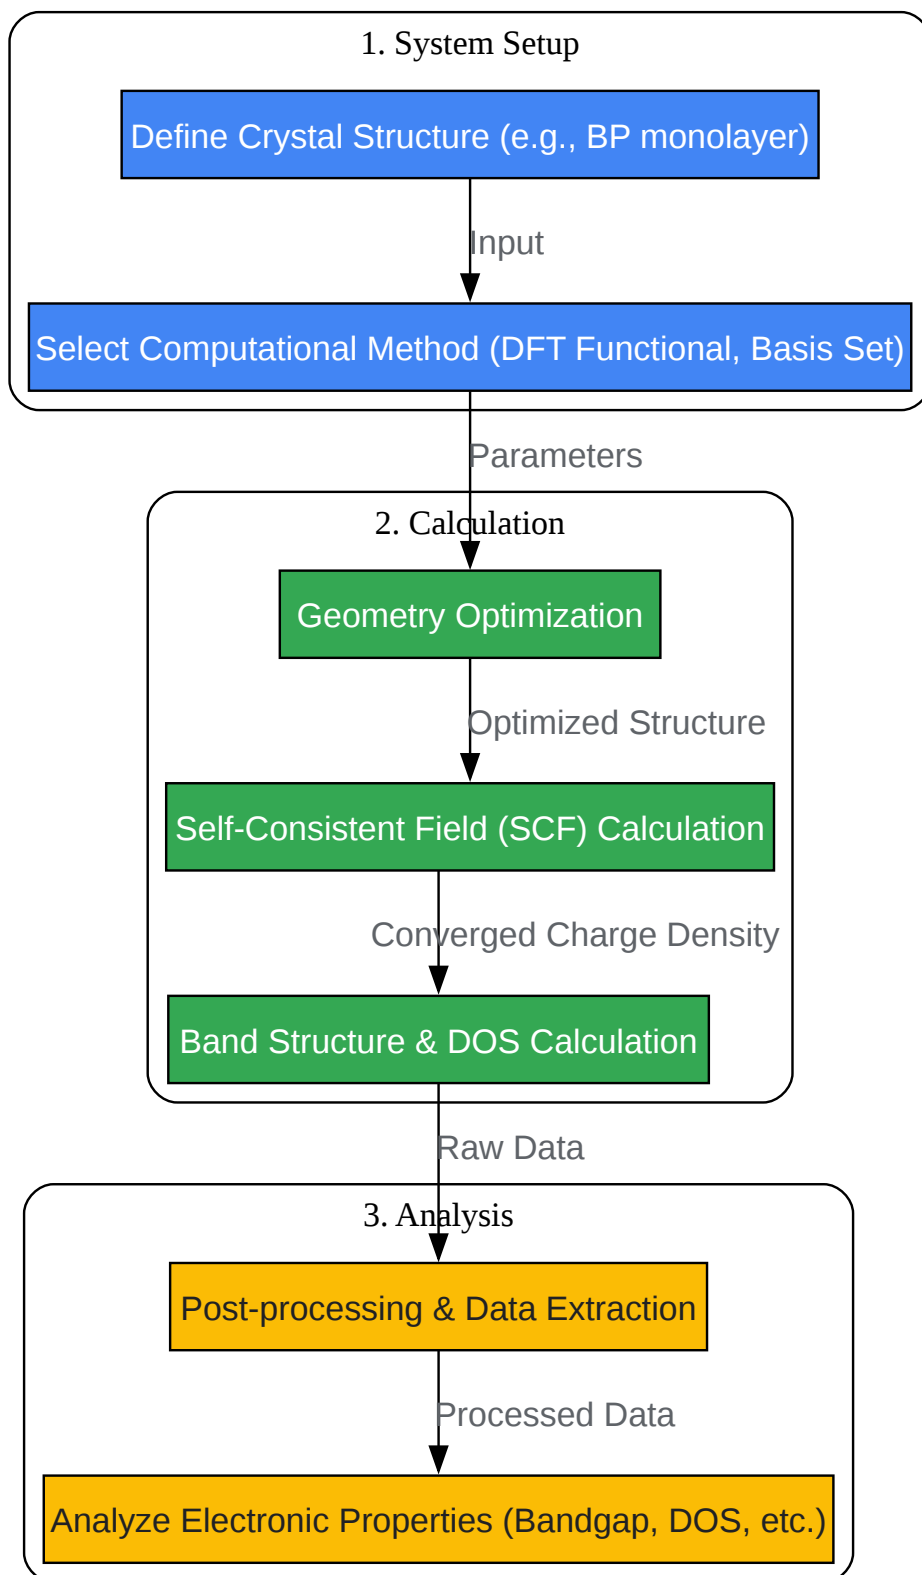 1. System Setup
Define Crystal Structure (e.g., BP monolayer)
Input
Select Computational Method (DFT Functional, Basis Set)
Parameters
2. Calculation
Geometry Optimization
Optimized Structure
Self-Consistent Field (SCF) Calculation
Converged Charge Density
Band Structure & DOS Calculation
Raw Data
3. Analysis
Post-processing & Data Extraction
Processed Data
Analyze Electronic Properties (Bandgap, DOS, etc.)